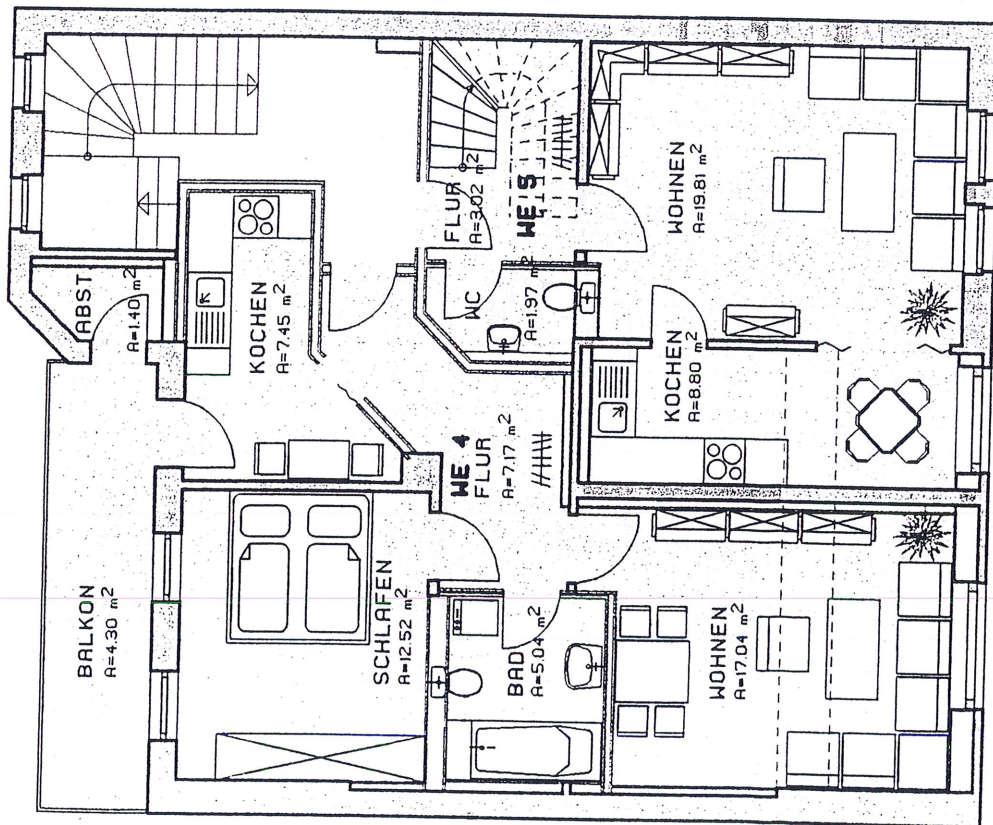 ABST.
A=1.40 m²
KOCHEN
A=7.45 m²
FLUR
A=3.02 m²
WE 5
WC
A=1.97 m²
WOHNEN
A=19.81 m²
KOCHEN
A=8.80 m²
WE 4
FLUR
A=7.17 m²
BALKON
A=4.30 m²
SCHLAFEN
A=12.52 m²
BAD
A=5.04 m²
WOHNEN
A=17.04 m²